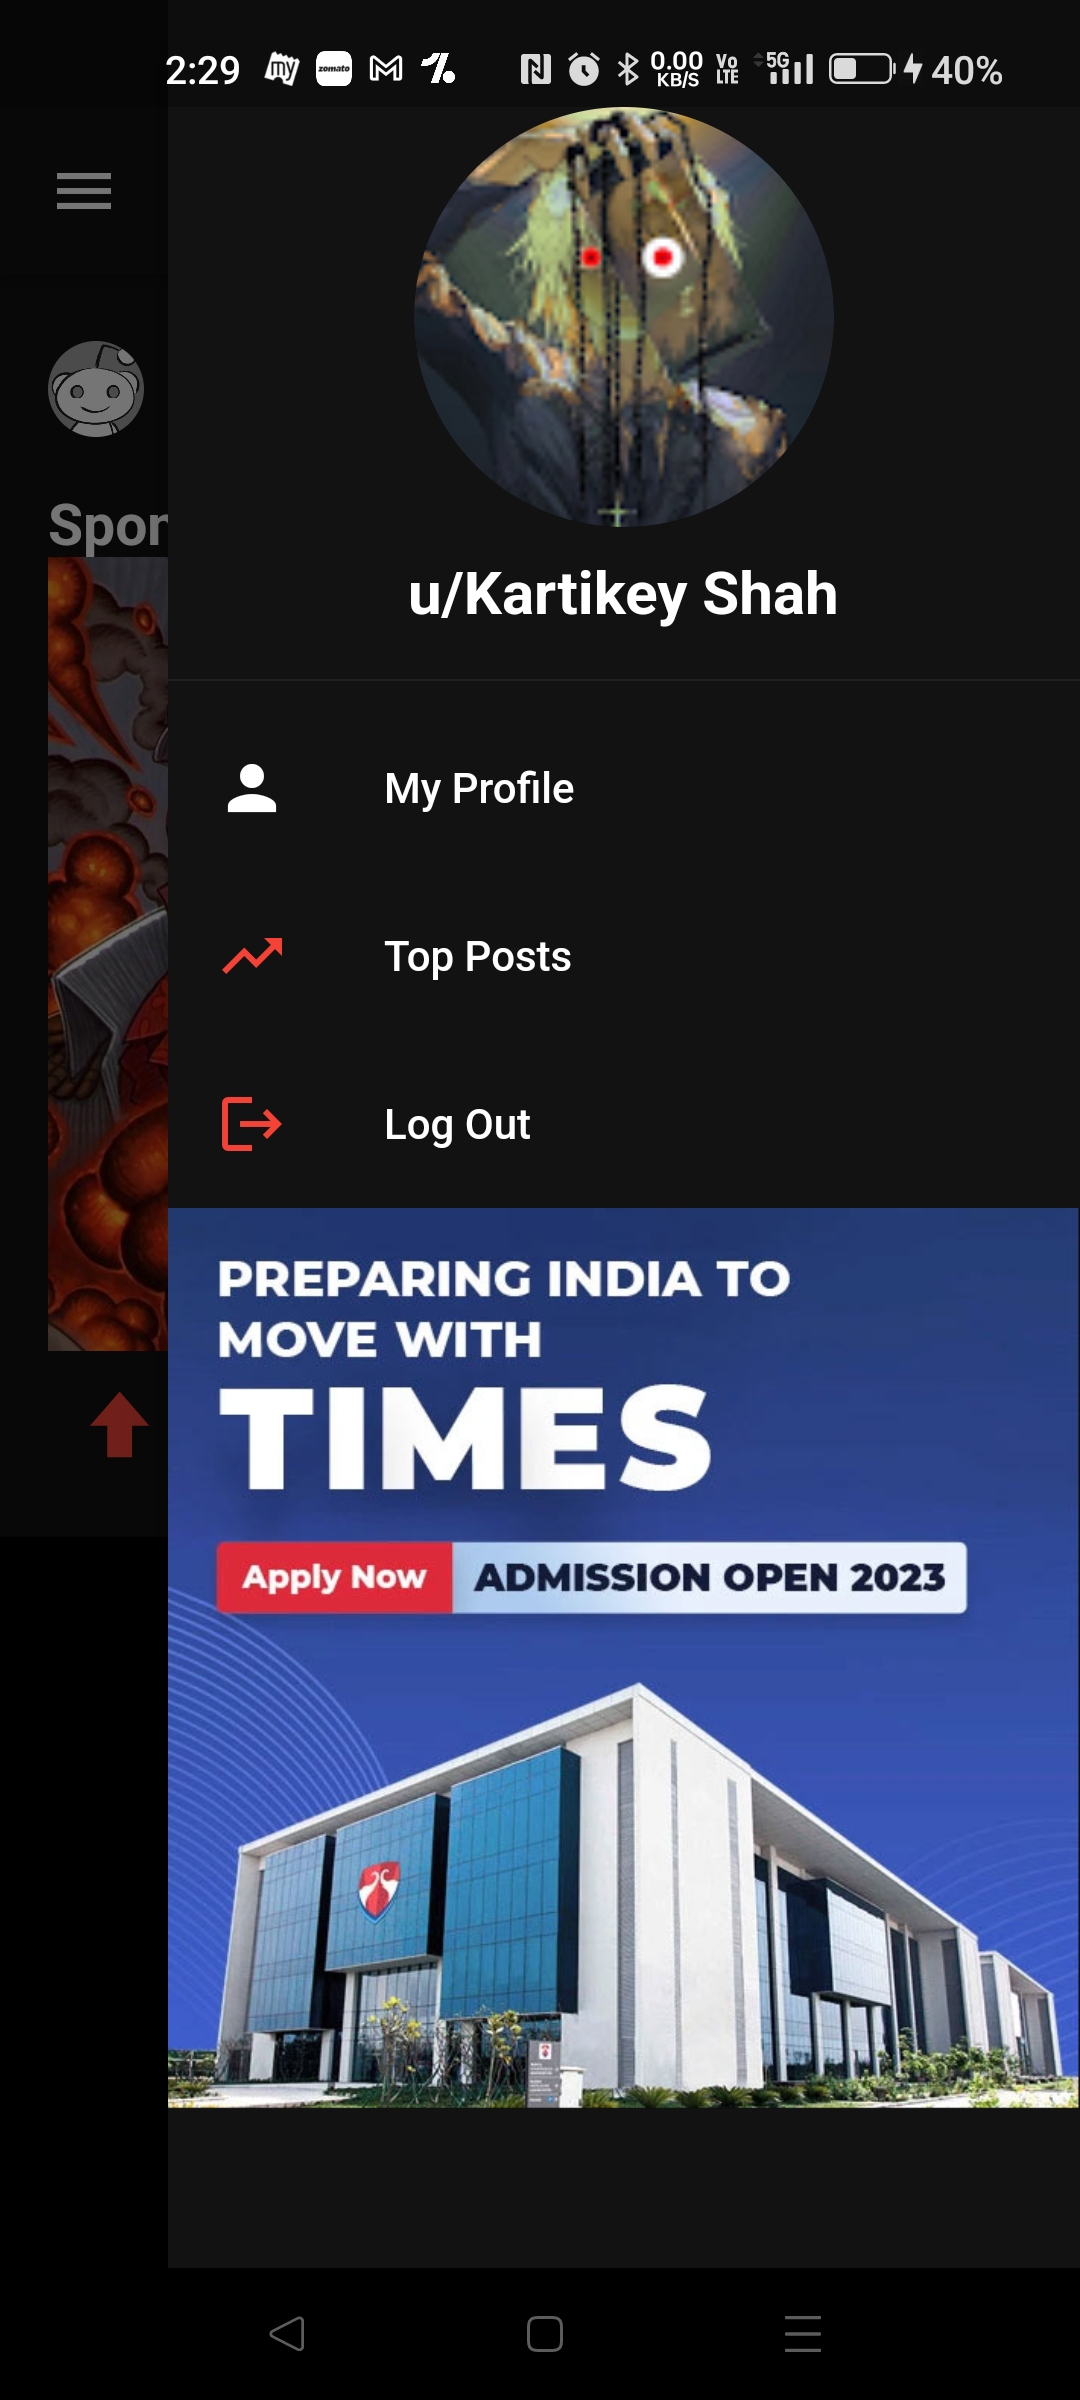 2:29 my zomato 0.00 KB/S Vo LTE 5G 40%
Spor
u/Kartikey Shah
My Profile
Top Posts
Log Out
PREPARING INDIA TO
MOVE WITH
TIMES
Apply Now ADMISSION OPEN 2023